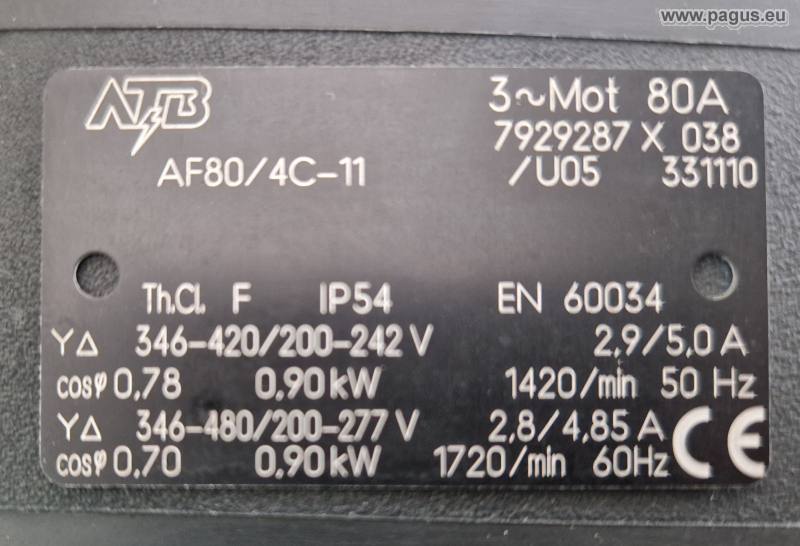 www.pagus.eu
ATB 3~Mot 80A
7929287 X 038
AF80/4C-11 /U05 331110
Th.Cl. F IP54 EN 60034
Y∆ 346-420/200-242 V 2,9/5,0 A
cosφ 0,78 0,90 kW 1420/min 50 Hz
Y∆ 346-480/200-277 V 2,8/4,85 A
cosφ 0,70 0,90 kW 1720/min 60Hz CE